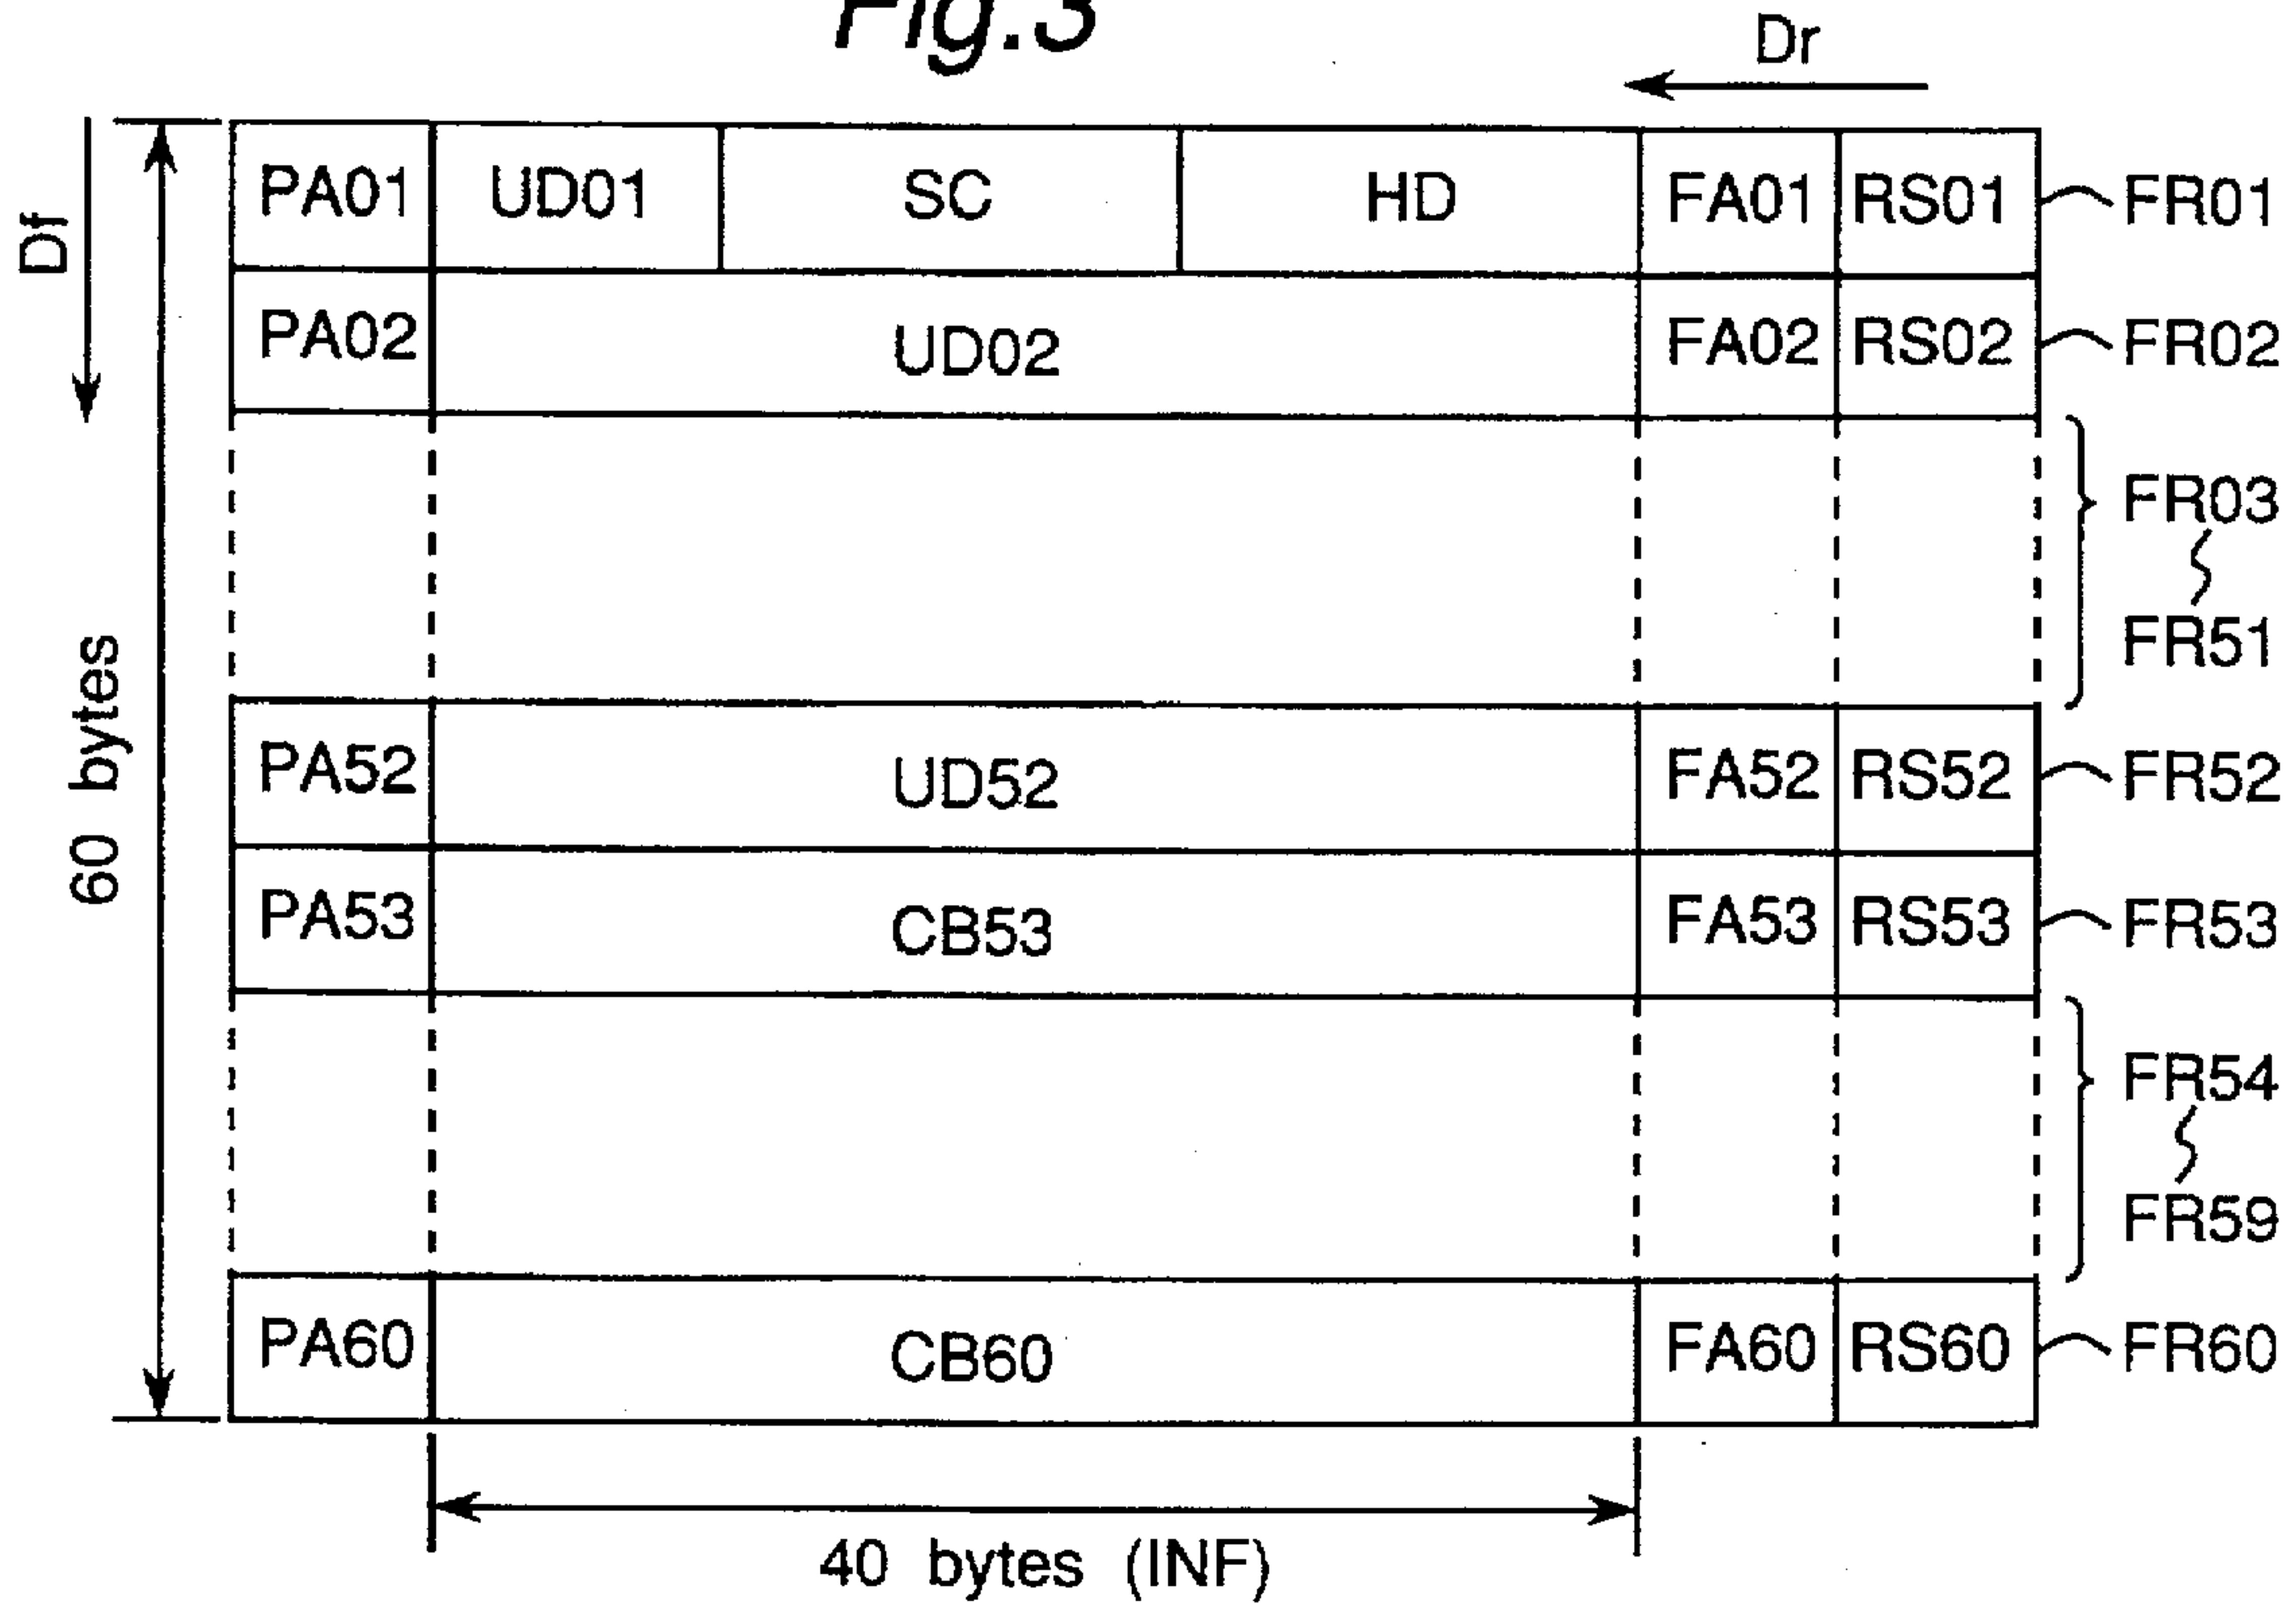 Fig.3
Dr
Df
PA01 UD01 SC HD FA01 RS01 FR01
PA02 UD02 FA02 RS02 FR02
FR03
FR51
60 bytes
PA52 UD52 FA52 RS52 FR52
PA53 CB53 FA53 RS53 FR53
FR54
FR59
PA60 CB60 FA60 RS60 FR60
40 bytes (INF)